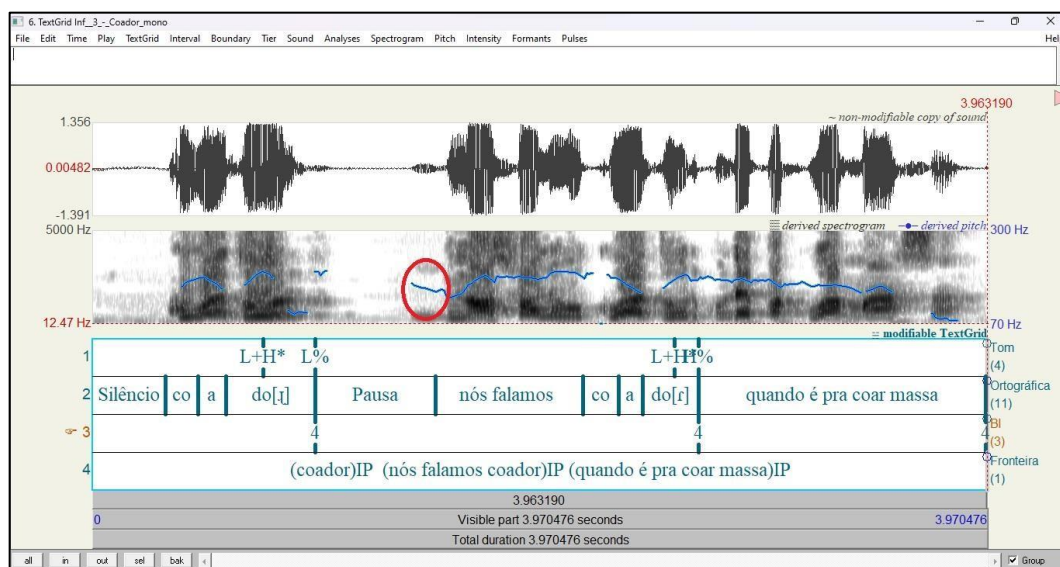 6. TextGrid Inf__3_-_Coador_mono
File Edit Time Play TextGrid Interval Boundary Tier Sound Analyses Spectrogram Pitch Intensity Formants Pulses Hel
3.963190
~ non-modifiable copy of sound
1.356
0.00482
-1.391
5000 Hz
derived spectrogram derived pitch
300 Hz
12.47 Hz
70 Hz
modifiable TextGrid
1 L+H* L% L+H* H% Tom (4)
2 Silêncio co a do[ɻ] Pausa nós falamos co a do[ɾ] quando é pra coar massa Ortográfica (11)
3 4 4 4 BI (3)
4 (coador)IP (nós falamos coador)IP (quando é pra coar massa)IP Fronteira (1)
3.963190
0 Visible part 3.970476 seconds 3.970476
Total duration 3.970476 seconds
all in out sel bak Group